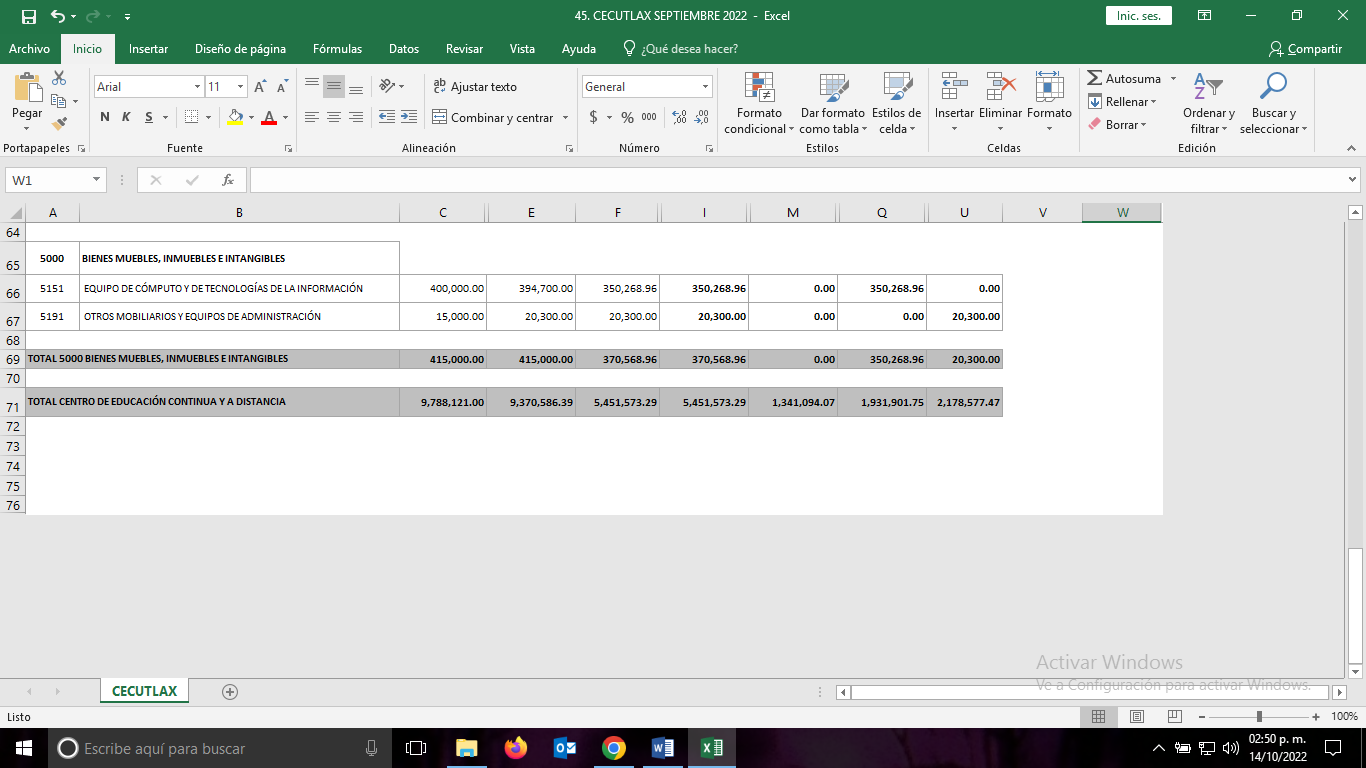 45. CECUTLAX SEPTIEMBRE 2022 - Excel
Inic. ses.
Archivo Inicio Insertar Diseño de página Fórmulas Datos Revisar Vista Ayuda ¿Qué desea hacer? Compartir
Pegar
Portapapeles
Arial 11
N K S
Fuente
Ajustar texto
Combinar y centrar
Alineación
General
$ % 000
Número
Formato condicional
Dar formato como tabla
Estilos de celda
Estilos
Insertar Eliminar Formato
Celdas
Autosuma
Rellenar
Borrar
Ordenar y filtrar
Buscar y seleccionar
Edición
W1 fx
A B C E F I M Q U V W
64
65 5000 BIENES MUEBLES, INMUEBLES E INTANGIBLES
66 5151 EQUIPO DE CÓMPUTO Y DE TECNOLOGÍAS DE LA INFORMACIÓN 400,000.00 394,700.00 350,268.96 350,268.96 0.00 350,268.96 0.00
67 5191 OTROS MOBILIARIOS Y EQUIPOS DE ADMINISTRACIÓN 15,000.00 20,300.00 20,300.00 20,300.00 0.00 0.00 20,300.00
68
69 TOTAL 5000 BIENES MUEBLES, INMUEBLES E INTANGIBLES 415,000.00 415,000.00 370,568.96 370,568.96 0.00 350,268.96 20,300.00
70
71 TOTAL CENTRO DE EDUCACIÓN CONTINUA Y A DISTANCIA 9,788,121.00 9,370,586.39 5,451,573.29 5,451,573.29 1,341,094.07 1,931,901.75 2,178,577.47
72
73
74
75
76
Activar Windows
Ve a Configuración para activar Windows.
CECUTLAX
Listo
100%
Escribe aquí para buscar
02:50 p. m.
14/10/2022